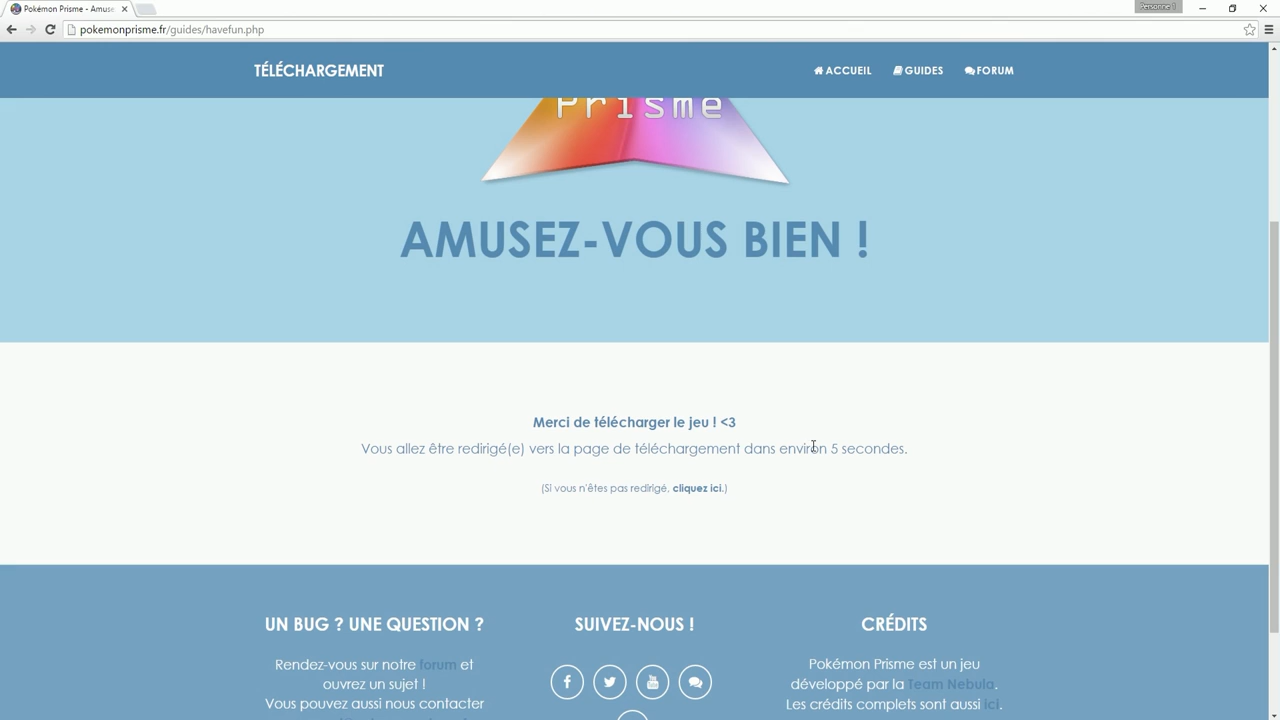 Pokémon Prisme - Amuse
Personne 1
pokemonprisme.fr/guides/havefun.php
TÉLÉCHARGEMENT
ACCUEIL
GUIDES
FORUM
Prisme
AMUSEZ-VOUS BIEN !
Merci de télécharger le jeu ! <3
Vous allez être redirigé(e) vers la page de téléchargement dans environ 5 secondes.
(Si vous n'êtes pas redirigé, cliquez ici.)
UN BUG ? UNE QUESTION ?
Rendez-vous sur notre forum et
ouvrez un sujet !
Vous pouvez aussi nous contacter
SUIVEZ-NOUS !
CRÉDITS
Pokémon Prisme est un jeu
développé par la Team Nebula.
Les crédits complets sont aussi ici.